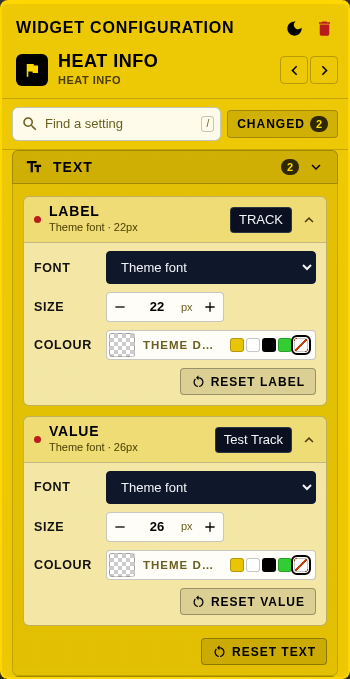 WIDGET CONFIGURATION
HEAT INFO
HEAT INFO
Find a setting /
CHANGED 2
TEXT 2
LABEL
Theme font · 22px
TRACK
FONT Theme font
SIZE − 22 px +
COLOUR THEME D...
RESET LABEL
VALUE
Theme font · 26px
Test Track
FONT Theme font
SIZE − 26 px +
COLOUR THEME D...
RESET VALUE
RESET TEXT